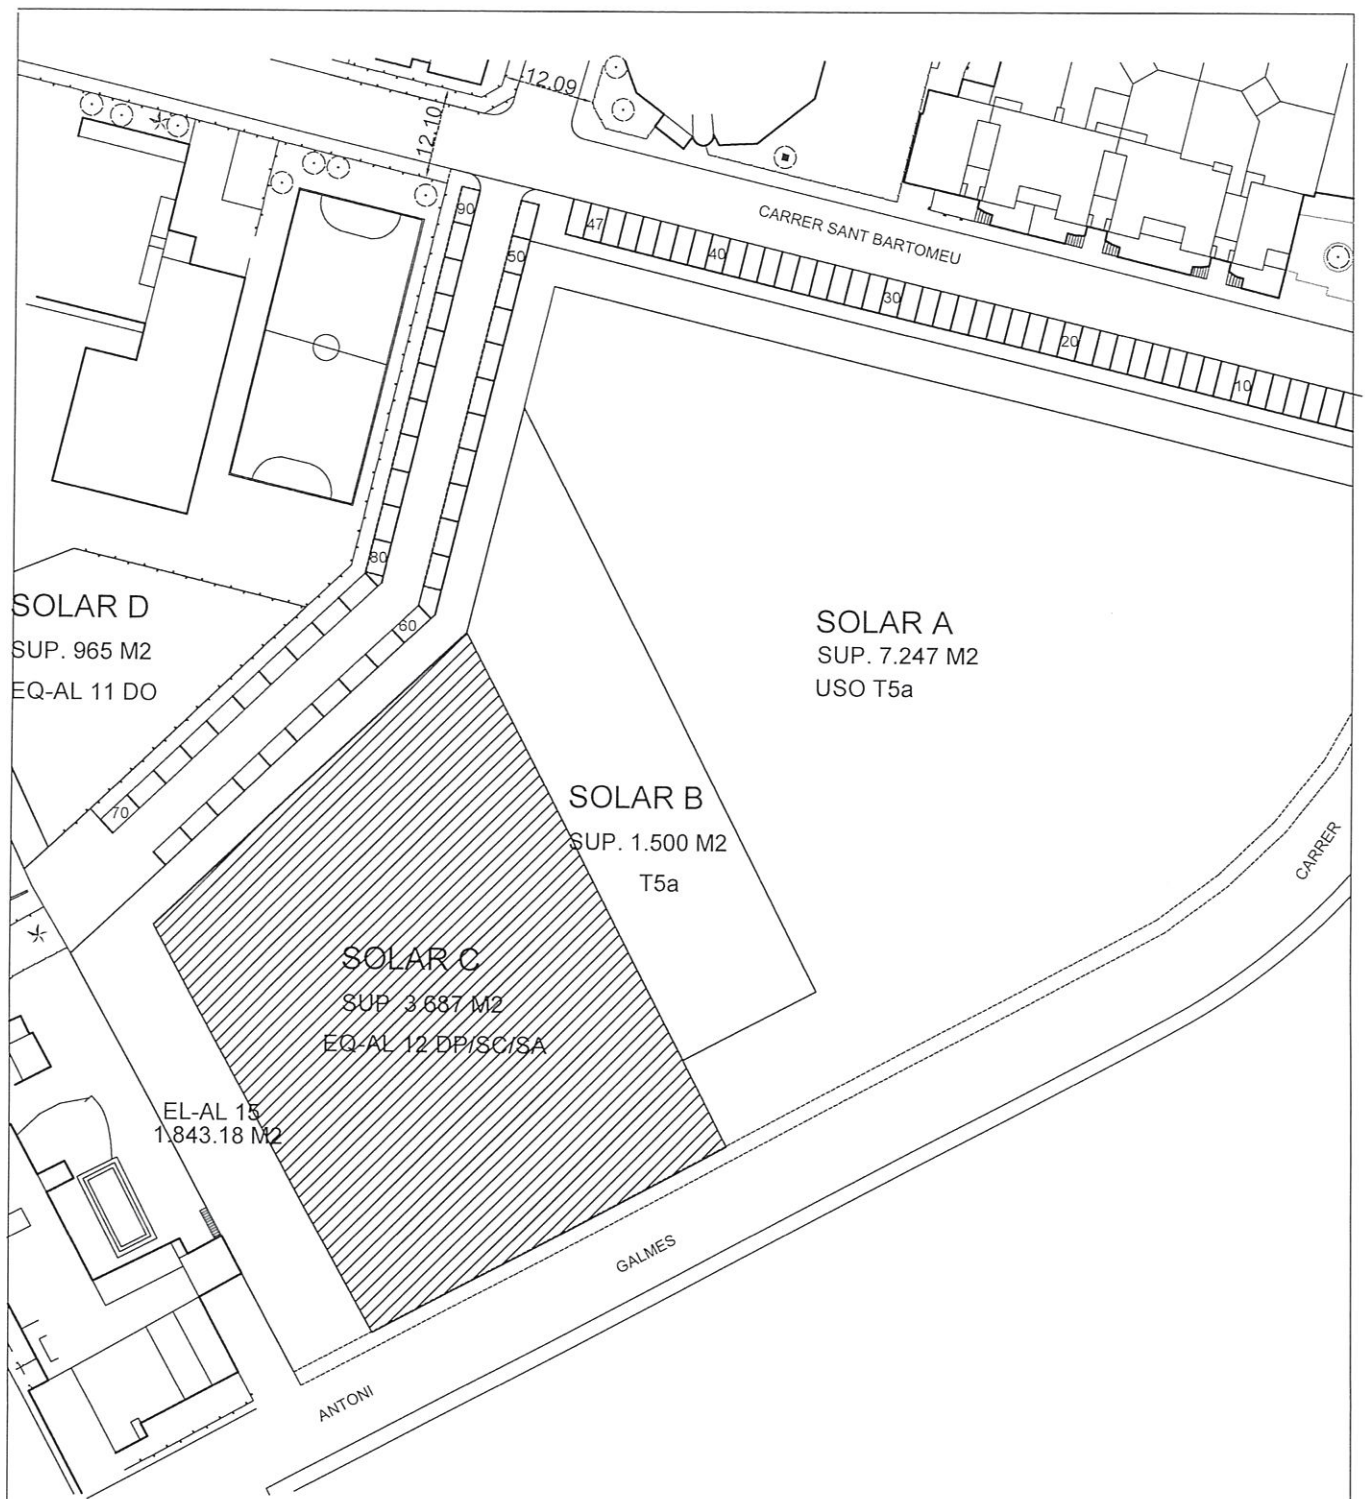 12.09
12.10
90
50
47
40
30
20
10
CARRER SANT BARTOMEU
80
60
70
SOLAR D
SUP. 965 M2
EQ-AL 11 DO
SOLAR A
SUP. 7.247 M2
USO T5a
SOLAR B
SUP. 1.500 M2
T5a
SOLAR C
SUP 3.687 M2
EQ-AL 12 DP/SC/SA
EL-AL 15
1.843.18 M2
CARRER
GALMES
ANTONI